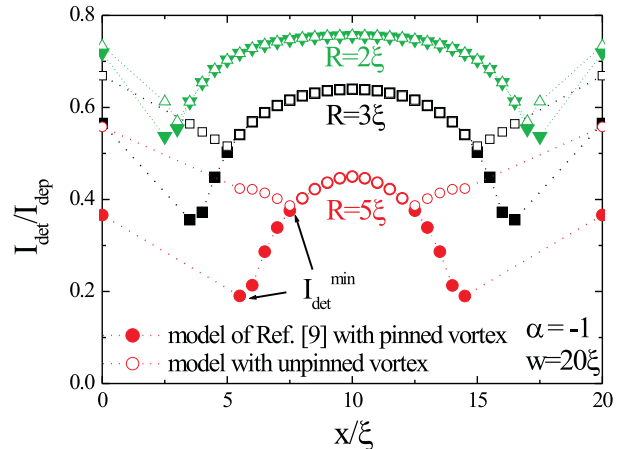 0.8
0.6
0.4
0.2
0.0
I_det/I_dep
R=2ξ
R=3ξ
R=5ξ
I_det^min
model of Ref. [9] with pinned vortex
model with unpinned vortex
α = -1
w=20ξ
0 5 10 15 20
x/ξ